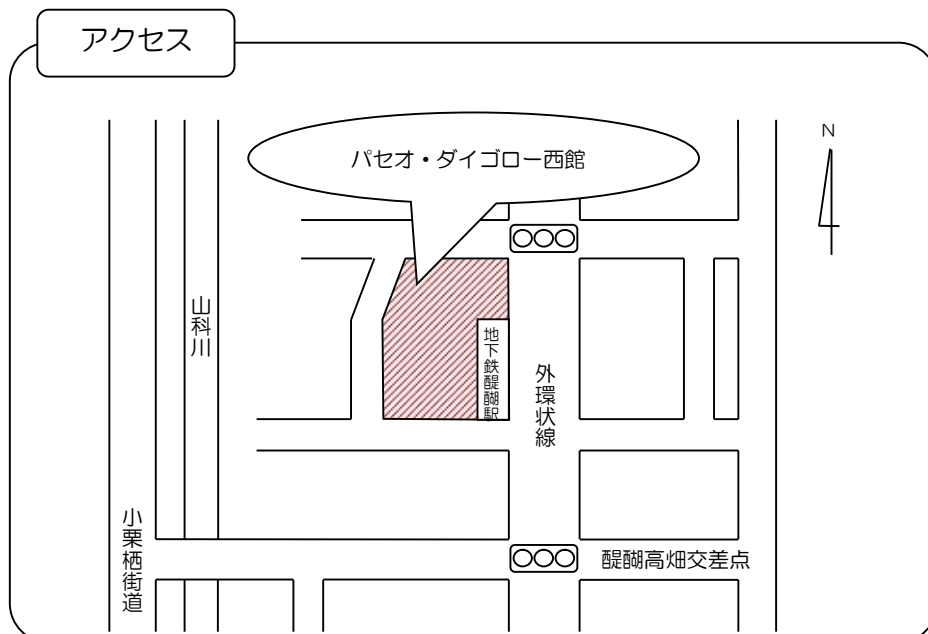 アクセス
パセオ・ダイゴロー西館
N
山科川
地下鉄醍醐駅
外環状線
小栗栖街道
醍醐高畑交差点